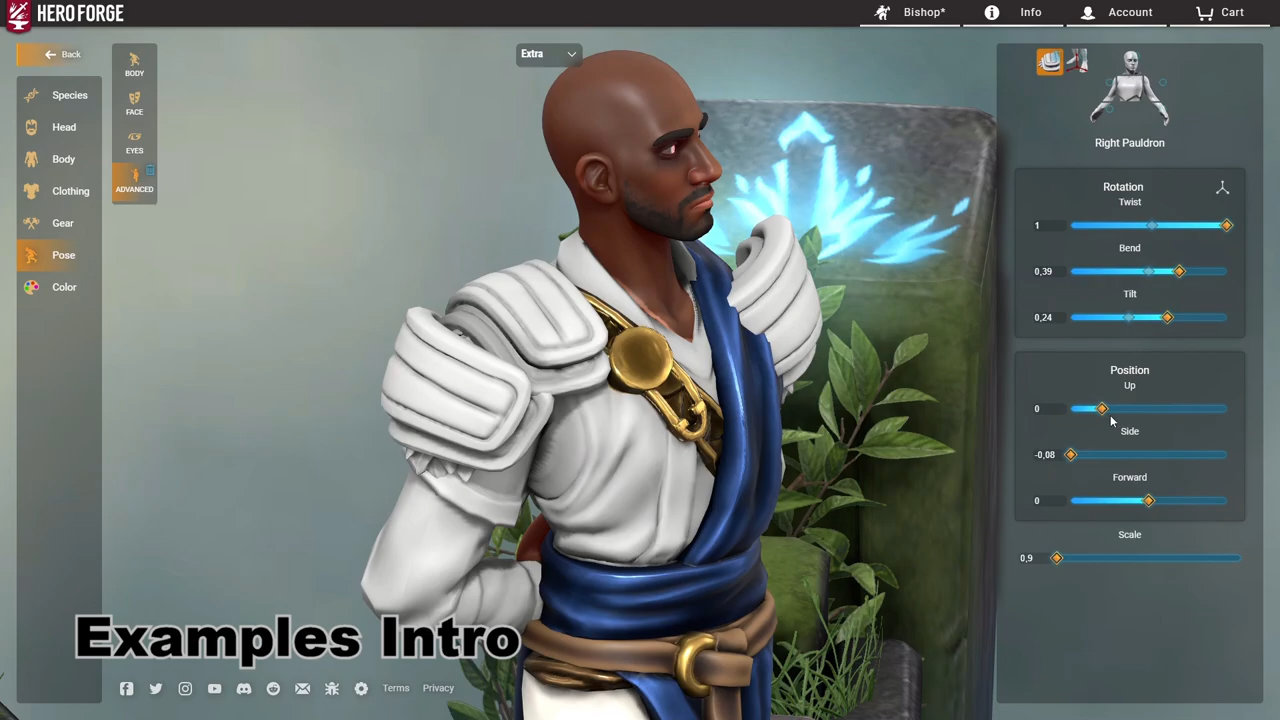 HERO FORGE
Bishop*
Info
Account
Cart
Back
Species
Head
Body
Clothing
Gear
Pose
Color
BODY
FACE
EYES
ADVANCED
Extra
Right Pauldron
Rotation
Twist
1
Bend
0,39
Tilt
0,24
Position
Up
0
Side
-0,08
Forward
0
Scale
0,9
Examples Intro
Terms
Privacy